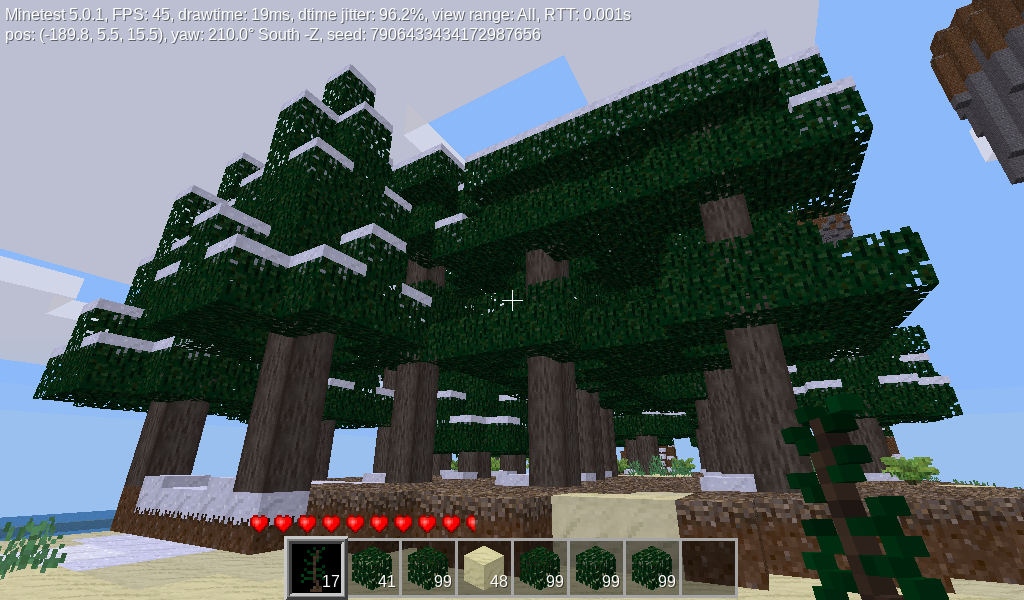 Minetest 5.0.1, FPS: 45, drawtime: 19ms, dtime jitter: 96.2%, view range: All, RTT: 0.001s
pos: (-189.8, 5.5, 15.5), yaw: 210.0° South -Z, seed: 7906433434172987656
17 41 99 48 99 99 99